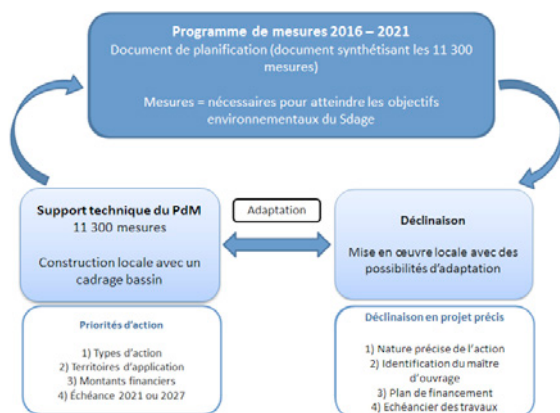 Programme de mesures 2016 – 2021
Document de planification (document synthétisant les 11 300
mesures)
Mesures = nécessaires pour atteindre les objectifs
environnementaux du Sdage
Support technique du PdM
11 300 mesures
Construction locale avec un
cadrage bassin
Adaptation
Déclinaison
Mise en œuvre locale avec des
possibilités d'adaptation
Priorités d'action
1) Types d'action
2) Territoires d'application
3) Montants financiers
4) Échéance 2021 ou 2027
Déclinaison en projet précis
1) Nature précise de l'action
2) Identification du maître
d'ouvrage
3) Plan de financement
4) Echéancier des travaux